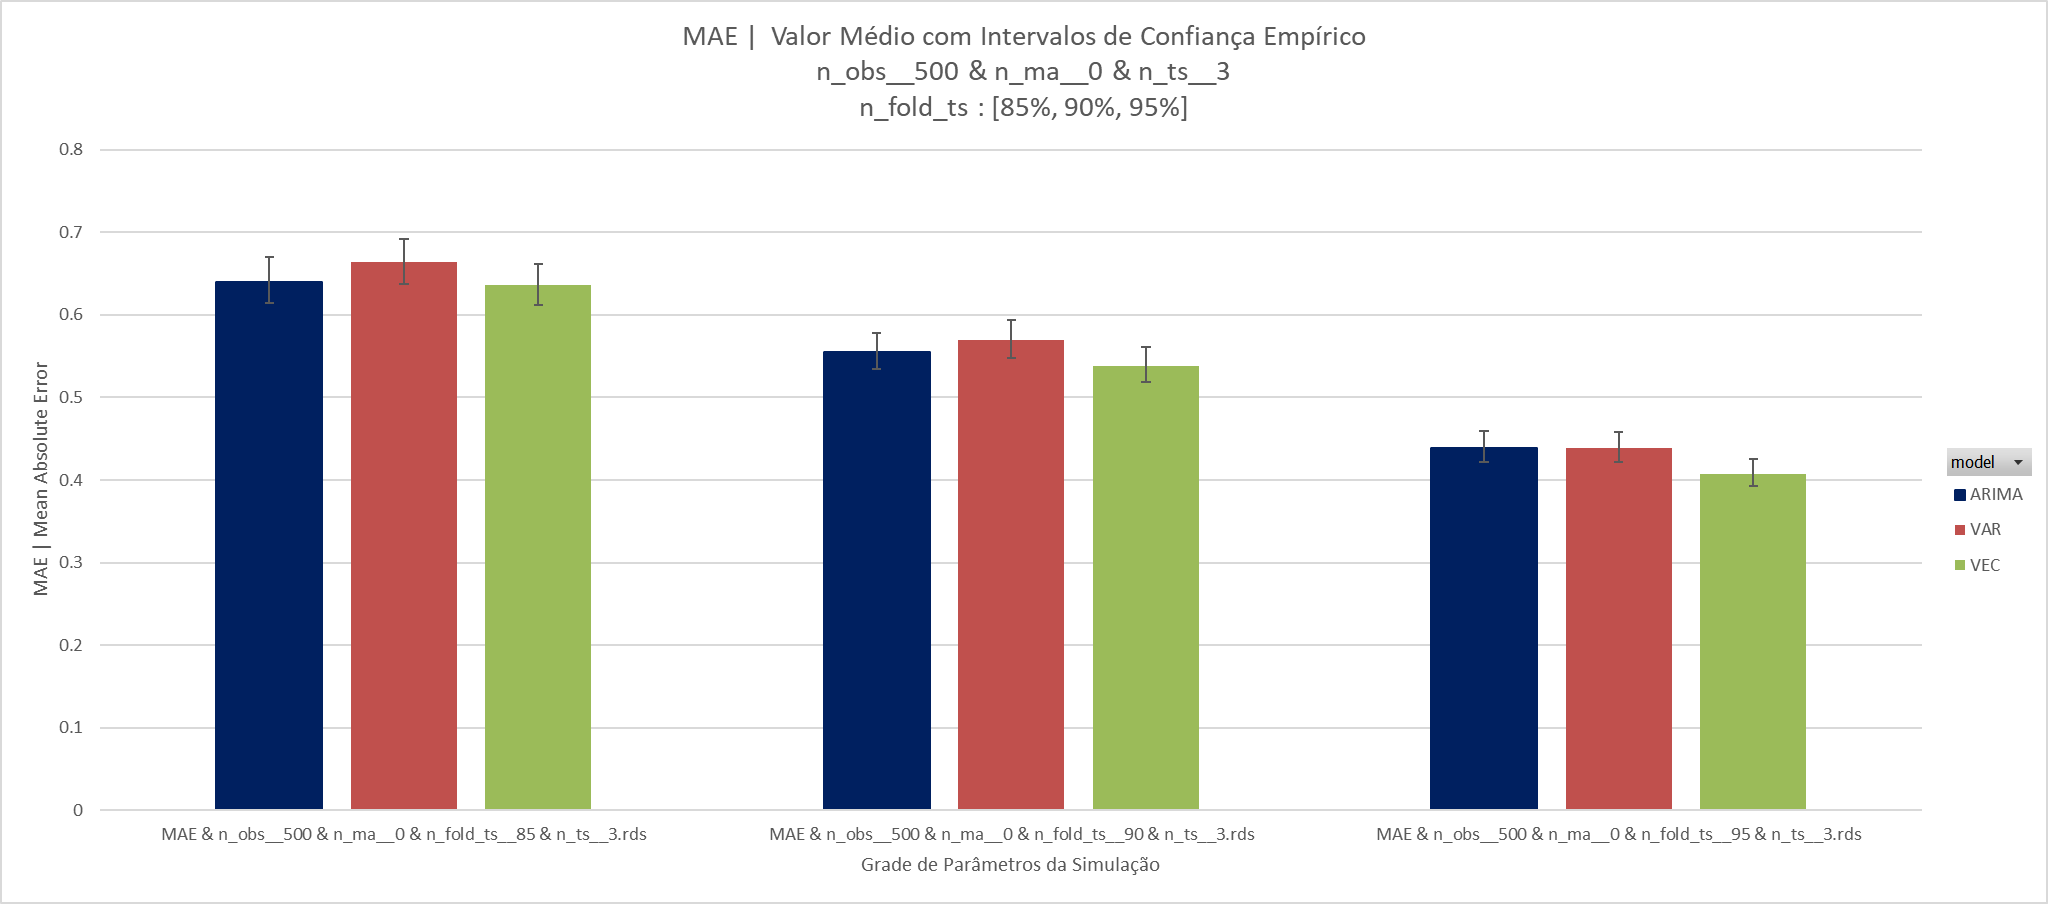 MAE |  Valor Médio com Intervalos de Confiança Empírico
n_obs__500 & n_ma__0 & n_ts__3
n_fold_ts : [85%, 90%, 95%]
0.8
0.7
0.6
0.5
0.4
0.3
0.2
0.1
0
MAE | Mean Absolute Error
MAE & n_obs__500 & n_ma__0 & n_fold_ts__85 & n_ts__3.rds
MAE & n_obs__500 & n_ma__0 & n_fold_ts__90 & n_ts__3.rds
MAE & n_obs__500 & n_ma__0 & n_fold_ts__95 & n_ts__3.rds
Grade de Parâmetros da Simulação
model
ARIMA
VAR
VEC